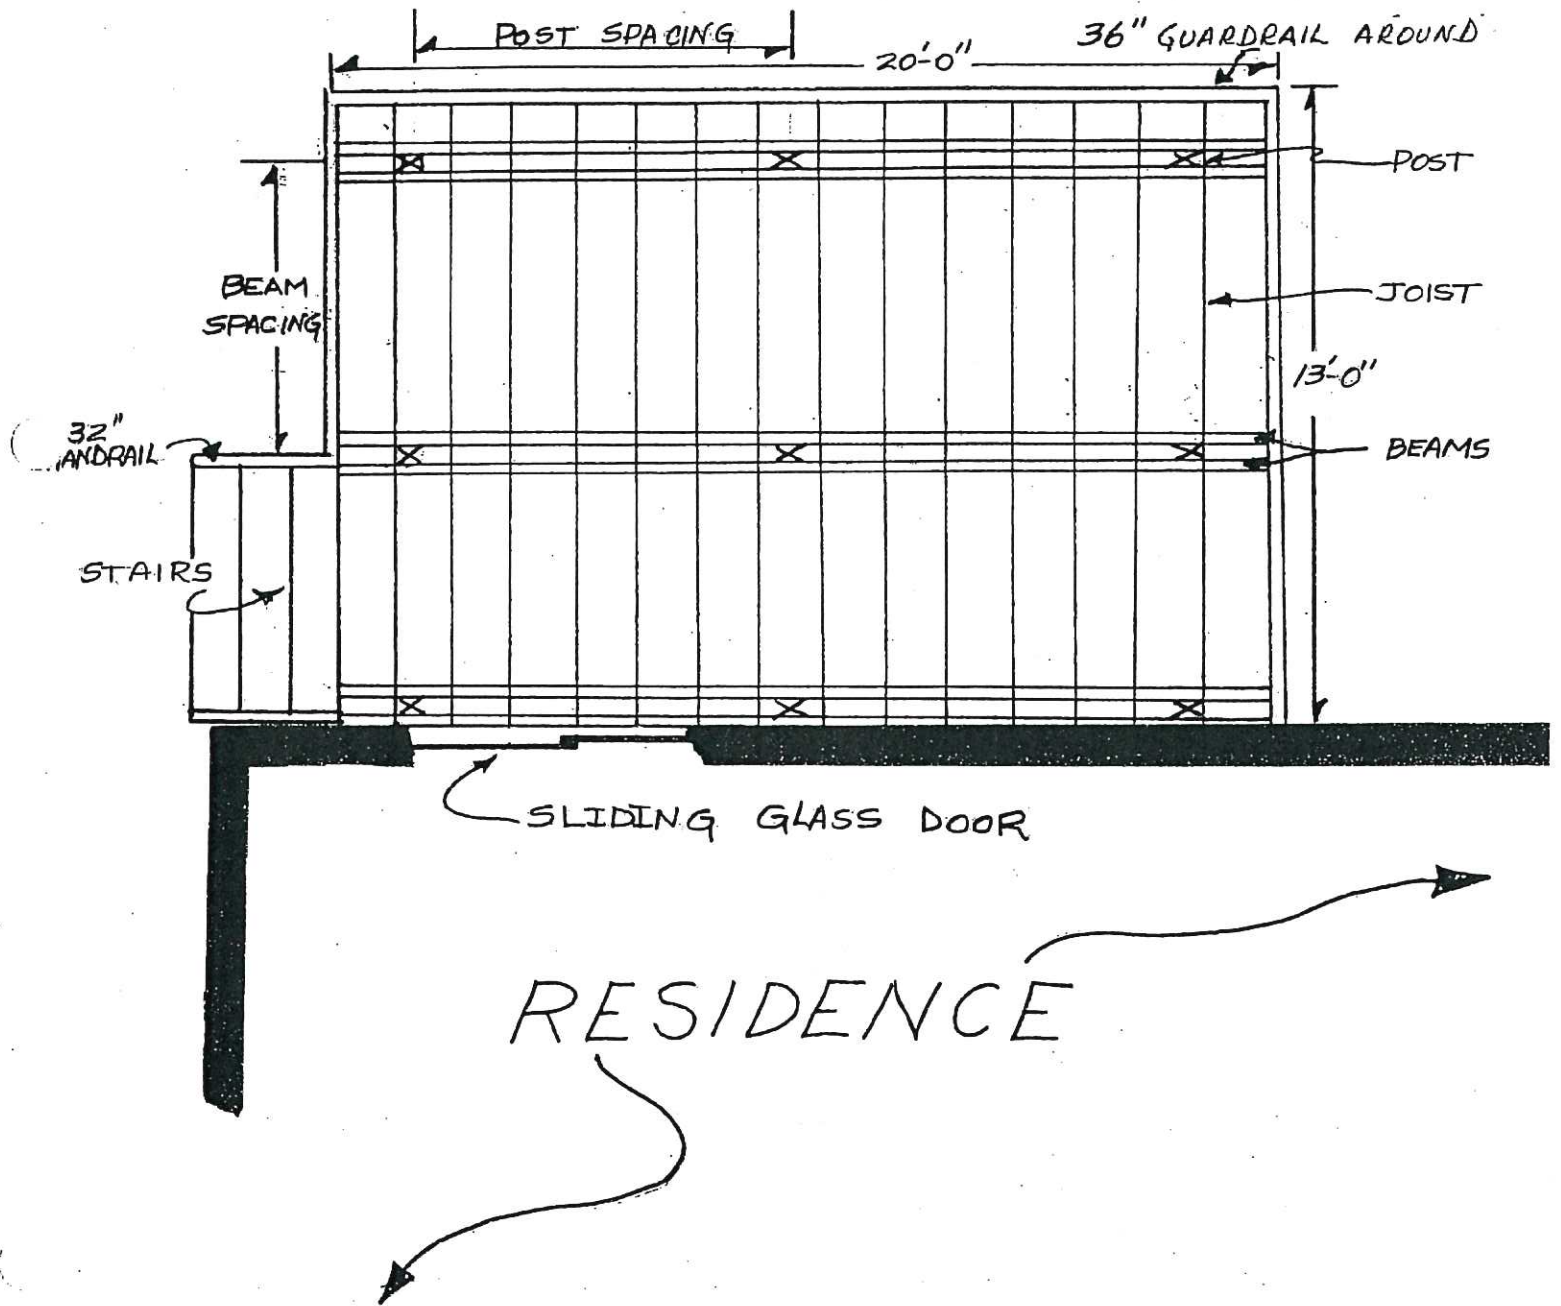 POST SPACING
36" GUARDRAIL AROUND
20'-0"
POST
BEAM
SPACING
JOIST
13'-0"
32"
ANDRAIL
BEAMS
STAIRS
SLIDING GLASS DOOR
RESIDENCE